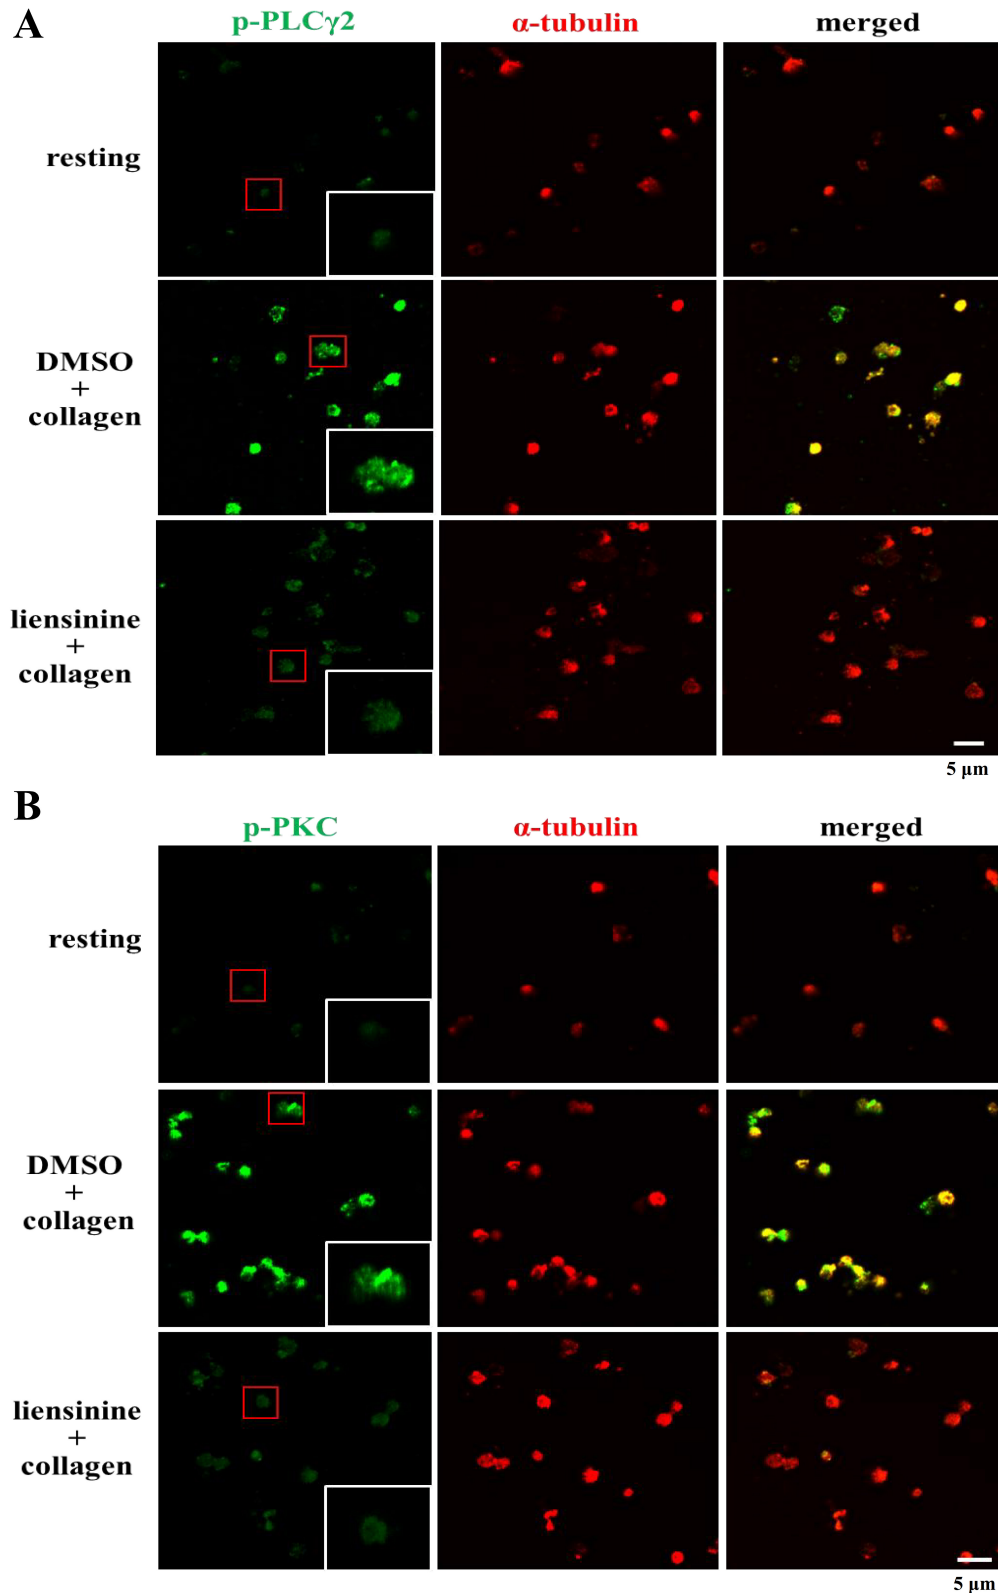 A
p-PLCγ2 α-tubulin merged
resting
DMSO
+
collagen
liensinine
+
collagen
5 μm
B
p-PKC α-tubulin merged
resting
DMSO
+
collagen
liensinine
+
collagen
5 μm